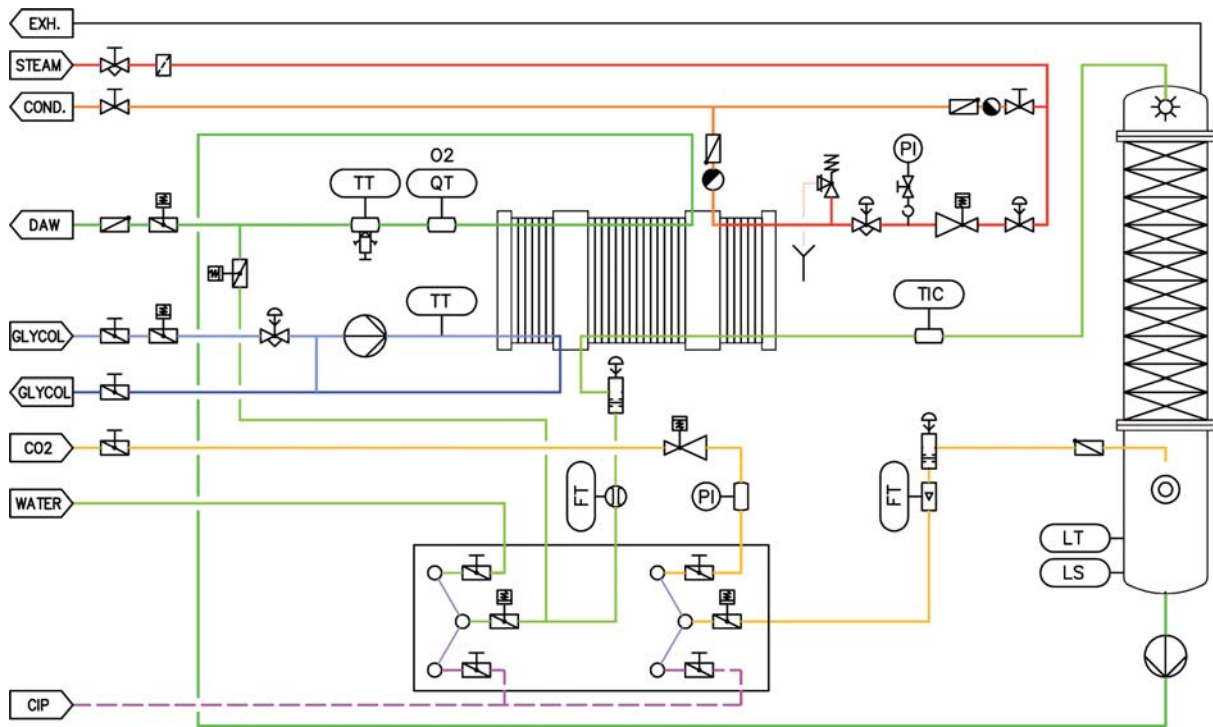 EXH.
STEAM
COND.
O2
TT
QT
PI
DAW
TT
TIC
GLYCOL
GLYCOL
CO2
FT
PI
FT
WATER
LT
LS
CIP